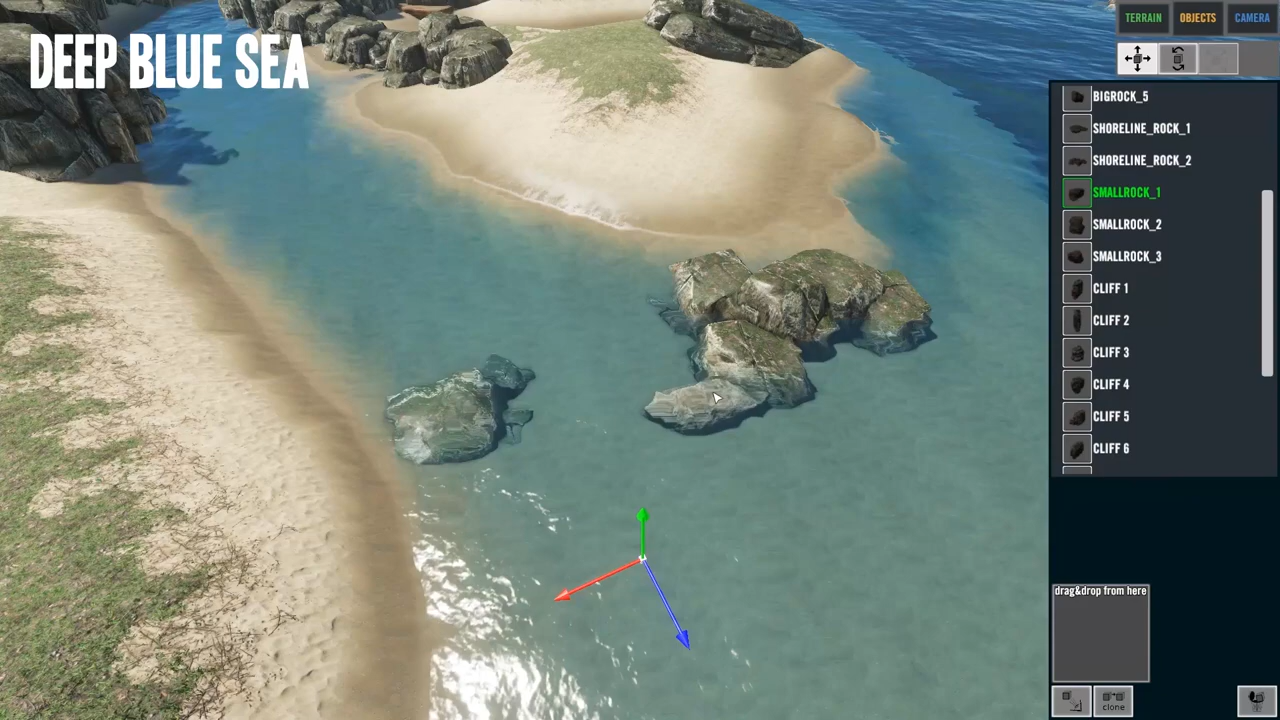 DEEP BLUE SEA
TERRAIN
OBJECTS
CAMERA
BIGROCK_5
SHORELINE_ROCK_1
SHORELINE_ROCK_2
SMALLROCK_1
SMALLROCK_2
SMALLROCK_3
CLIFF 1
CLIFF 2
CLIFF 3
CLIFF 4
CLIFF 5
CLIFF 6
drag&drop from here
clone